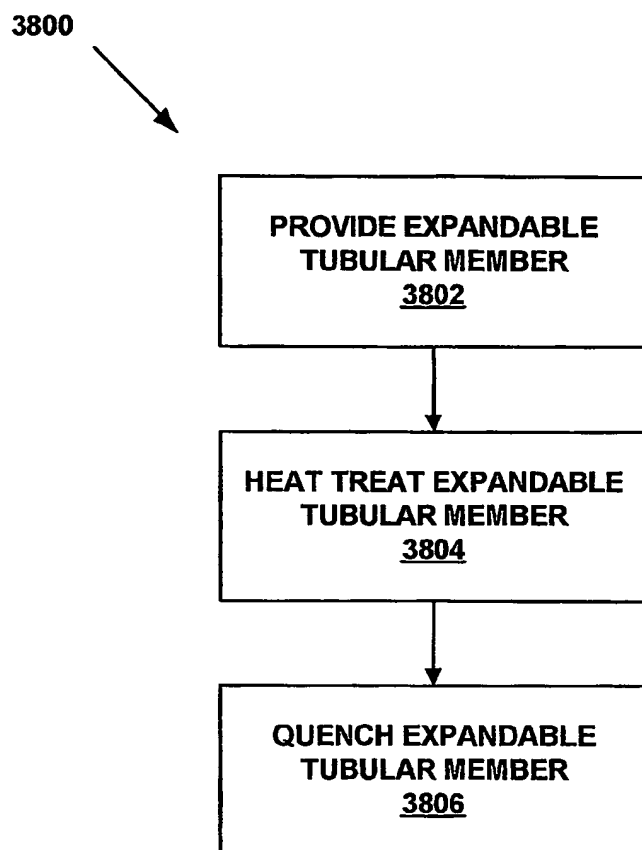 3800
PROVIDE EXPANDABLE
TUBULAR MEMBER
3802
HEAT TREAT EXPANDABLE
TUBULAR MEMBER
3804
QUENCH EXPANDABLE
TUBULAR MEMBER
3806